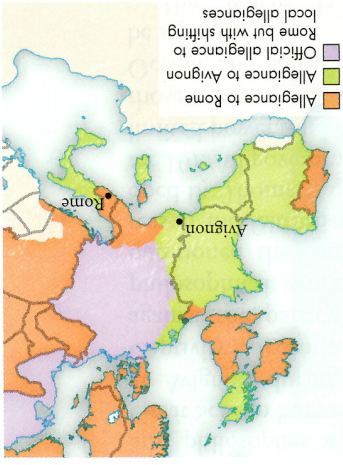 Avignon
Rome
Allegiance to Rome
Allegiance to Avignon
Official allegiance to
Rome but with shifting
local allegiances